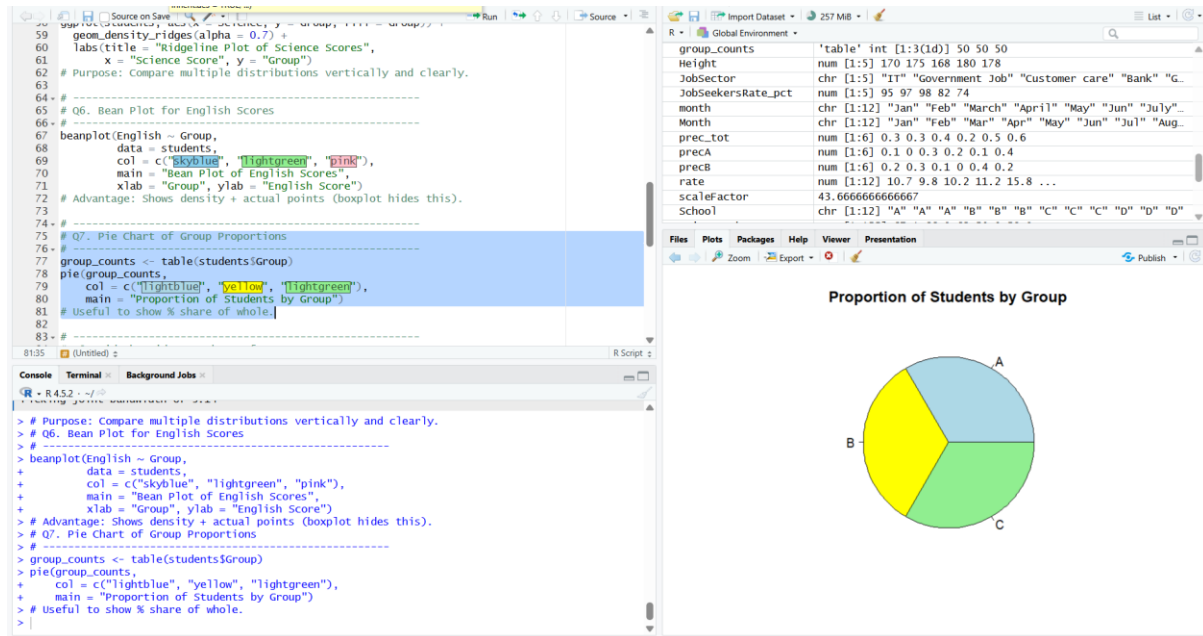 Source on Save
Run
Source
59 geom_density_ridges(alpha = 0.7) +
60 labs(title = "Ridgeline Plot of Science Scores",
61 x = "Science Score", y = "Group")
62 # Purpose: Compare multiple distributions vertically and clearly.
63
64 # -------------------------------------------------------
65 # Q6. Bean Plot for English Scores
66 # -------------------------------------------------------
67 beanplot(English ~ Group,
68 data = students,
69 col = c("skyblue", "lightgreen", "pink"),
70 main = "Bean Plot of English Scores",
71 xlab = "Group", ylab = "English Score")
72 # Advantage: Shows density + actual points (boxplot hides this).
73
74 # -------------------------------------------------------
75 # Q7. Pie Chart of Group Proportions
76 # -------------------------------------------------------
77 group_counts <- table(students$Group)
78 pie(group_counts,
79 col = c("lightblue", "yellow", "lightgreen"),
80 main = "Proportion of Students by Group")
81 # Useful to show % share of whole.
82
83 # -------------------------------------------------------
81:35 (Untitled) R Script
Console Terminal Background Jobs
R 4.5.2 · ~/
> # Purpose: Compare multiple distributions vertically and clearly.
> # Q6. Bean Plot for English Scores
> # -------------------------------------------------------
> beanplot(English ~ Group,
+ data = students,
+ col = c("skyblue", "lightgreen", "pink"),
+ main = "Bean Plot of English Scores",
+ xlab = "Group", ylab = "English Score")
> # Advantage: Shows density + actual points (boxplot hides this).
> # Q7. Pie Chart of Group Proportions
> # -------------------------------------------------------
> group_counts <- table(students$Group)
> pie(group_counts,
+ col = c("lightblue", "yellow", "lightgreen"),
+ main = "Proportion of Students by Group")
> # Useful to show % share of whole.
>
Import Dataset 257 MiB List
R Global Environment
group_counts 'table' int [1:3(1d)] 50 50 50
Height num [1:5] 170 175 168 180 178
JobSector chr [1:5] "IT" "Government Job" "Customer care" "Bank" "G…
JobSeekersRate_pct num [1:5] 95 97 98 82 74
month chr [1:12] "Jan" "Feb" "March" "April" "May" "Jun" "July"…
Month chr [1:12] "Jan" "Feb" "Mar" "Apr" "May" "Jun" "Jul" "Aug…
prec_tot num [1:6] 0.3 0.3 0.4 0.2 0.5 0.6
precA num [1:6] 0.1 0 0.3 0.2 0.1 0.4
precB num [1:6] 0.2 0.3 0.1 0 0.4 0.2
rate num [1:12] 10.7 9.8 10.2 11.2 15.8 ...
scaleFactor 43.6666666666667
School chr [1:12] "A" "A" "A" "B" "B" "B" "C" "C" "C" "D" "D" "D"
Files Plots Packages Help Viewer Presentation
Zoom Export Publish
Proportion of Students by Group
A
B
C